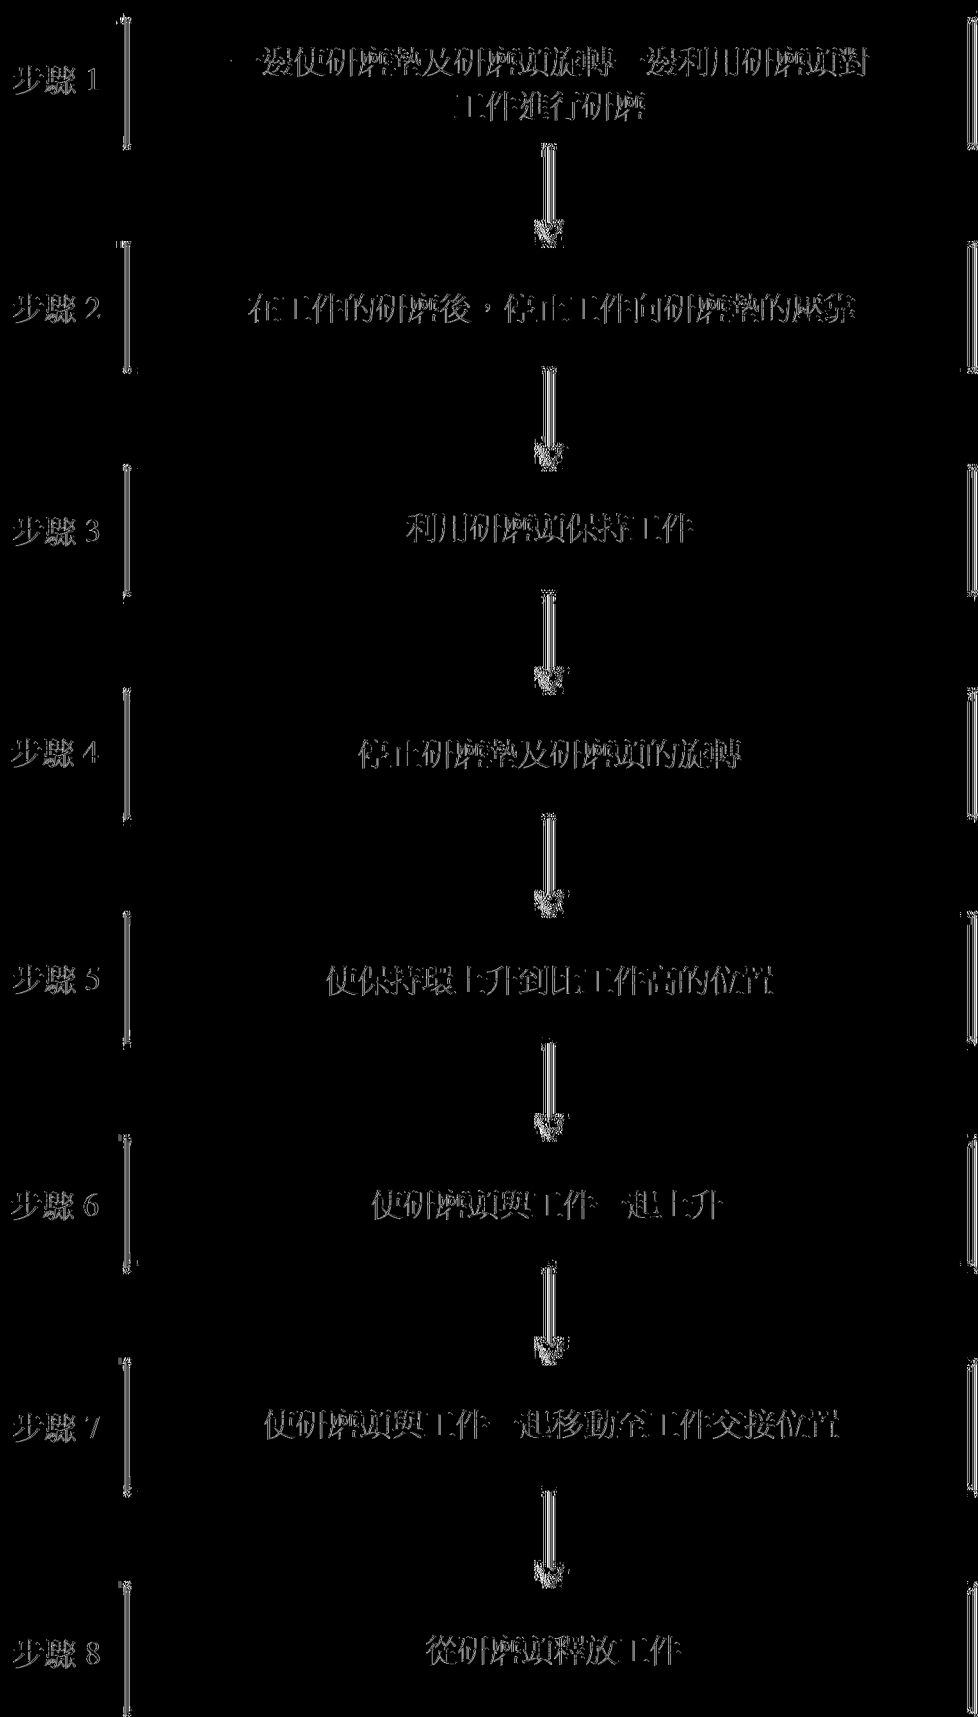 步驟 1
一邊使研磨墊及研磨頭旋轉一邊利用研磨頭對
工件進行研磨
步驟 2
在工件的研磨後，停止工件向研磨墊的壓靠
步驟 3
利用研磨頭保持工件
步驟 4
停止研磨墊及研磨頭的旋轉
步驟 5
使保持環上升到比工件高的位置
步驟 6
使研磨頭與工件一起上升
步驟 7
使研磨頭與工件一起移動至工件交接位置
步驟 8
從研磨頭釋放工件